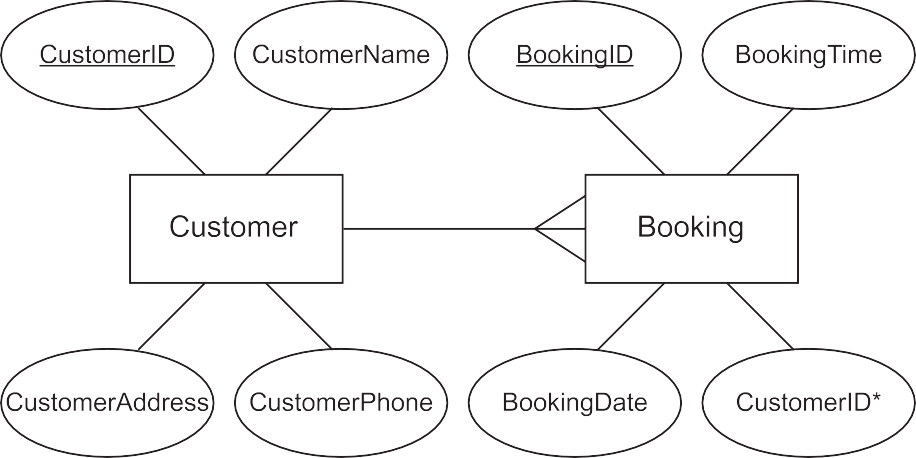 CustomerID
CustomerName
BookingID
BookingTime
Customer
Booking
CustomerAddress
CustomerPhone
BookingDate
CustomerID*